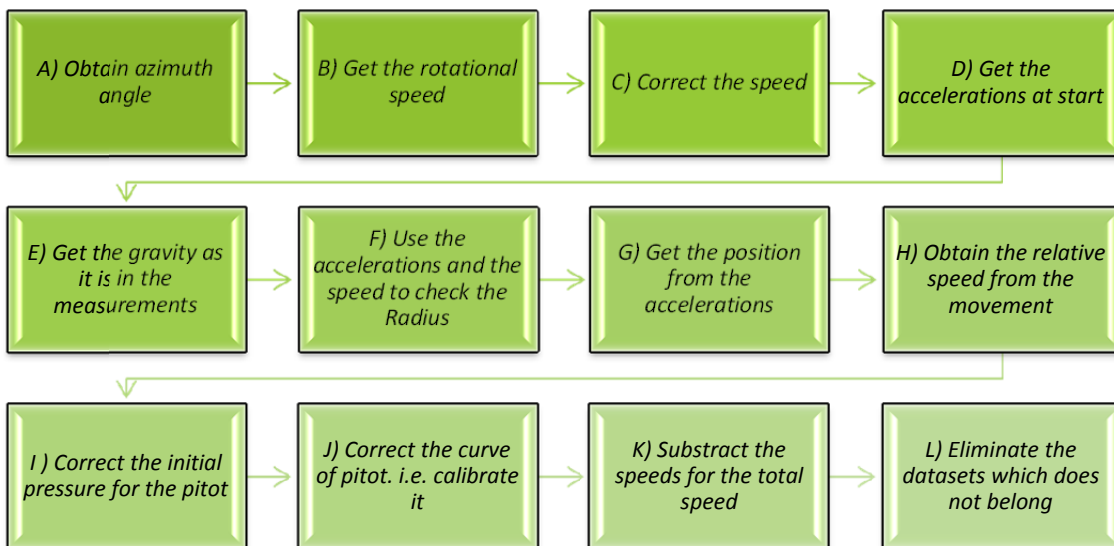 A) Obtain azimuth
angle
B) Get the rotational
speed
C) Correct the speed
D) Get the
accelerations at start
E) Get the gravity as
it is in the
measurements
F) Use the
accelerations and the
speed to check the
Radius
G) Get the position
from the
accelerations
H) Obtain the relative
speed from the
movement
I ) Correct the initial
pressure for the pitot
J) Correct the curve
of pitot. i.e. calibrate
it
K) Substract the
speeds for the total
speed
L) Eliminate the
datasets which does
not belong